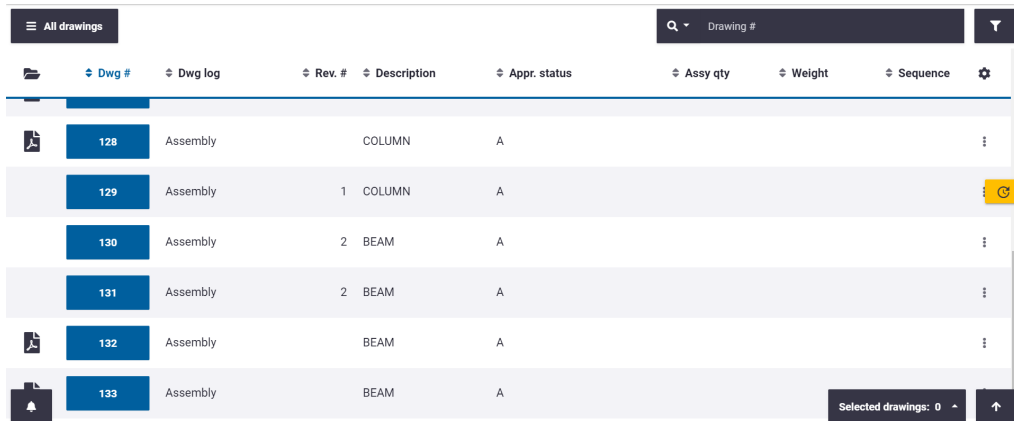 All drawings Drawing #
Dwg # Dwg log Rev. # Description Appr. status Assy qty Weight Sequence
128 Assembly COLUMN A
129 Assembly 1 COLUMN A
130 Assembly 2 BEAM A
131 Assembly 2 BEAM A
132 Assembly BEAM A
133 Assembly BEAM A
Selected drawings: 0